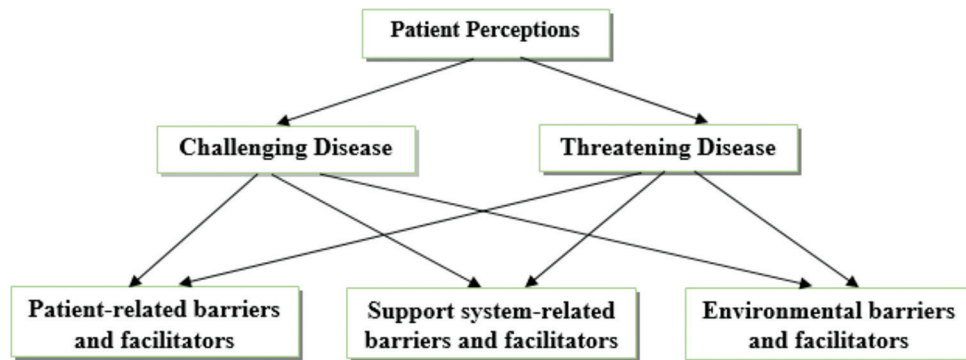 Patient Perceptions
Challenging Disease
Threatening Disease
Patient-related barriers
and facilitators
Support system-related
barriers and facilitators
Environmental barriers
and facilitators